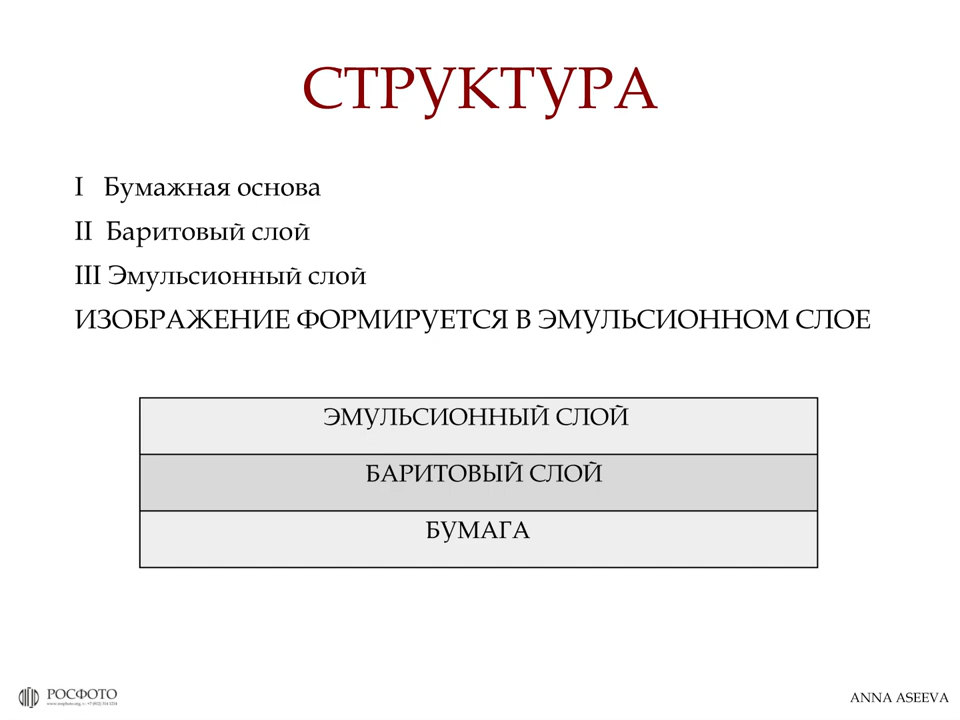 СТРУКТУРА
I Бумажная основа
II Баритовый слой
III Эмульсионный слой
ИЗОБРАЖЕНИЕ ФОРМИРУЕТСЯ В ЭМУЛЬСИОННОМ СЛОЕ
ЭМУЛЬСИОННЫЙ СЛОЙ
БАРИТОВЫЙ СЛОЙ
БУМАГА
РОСФОТО
ANNA ASEEVA